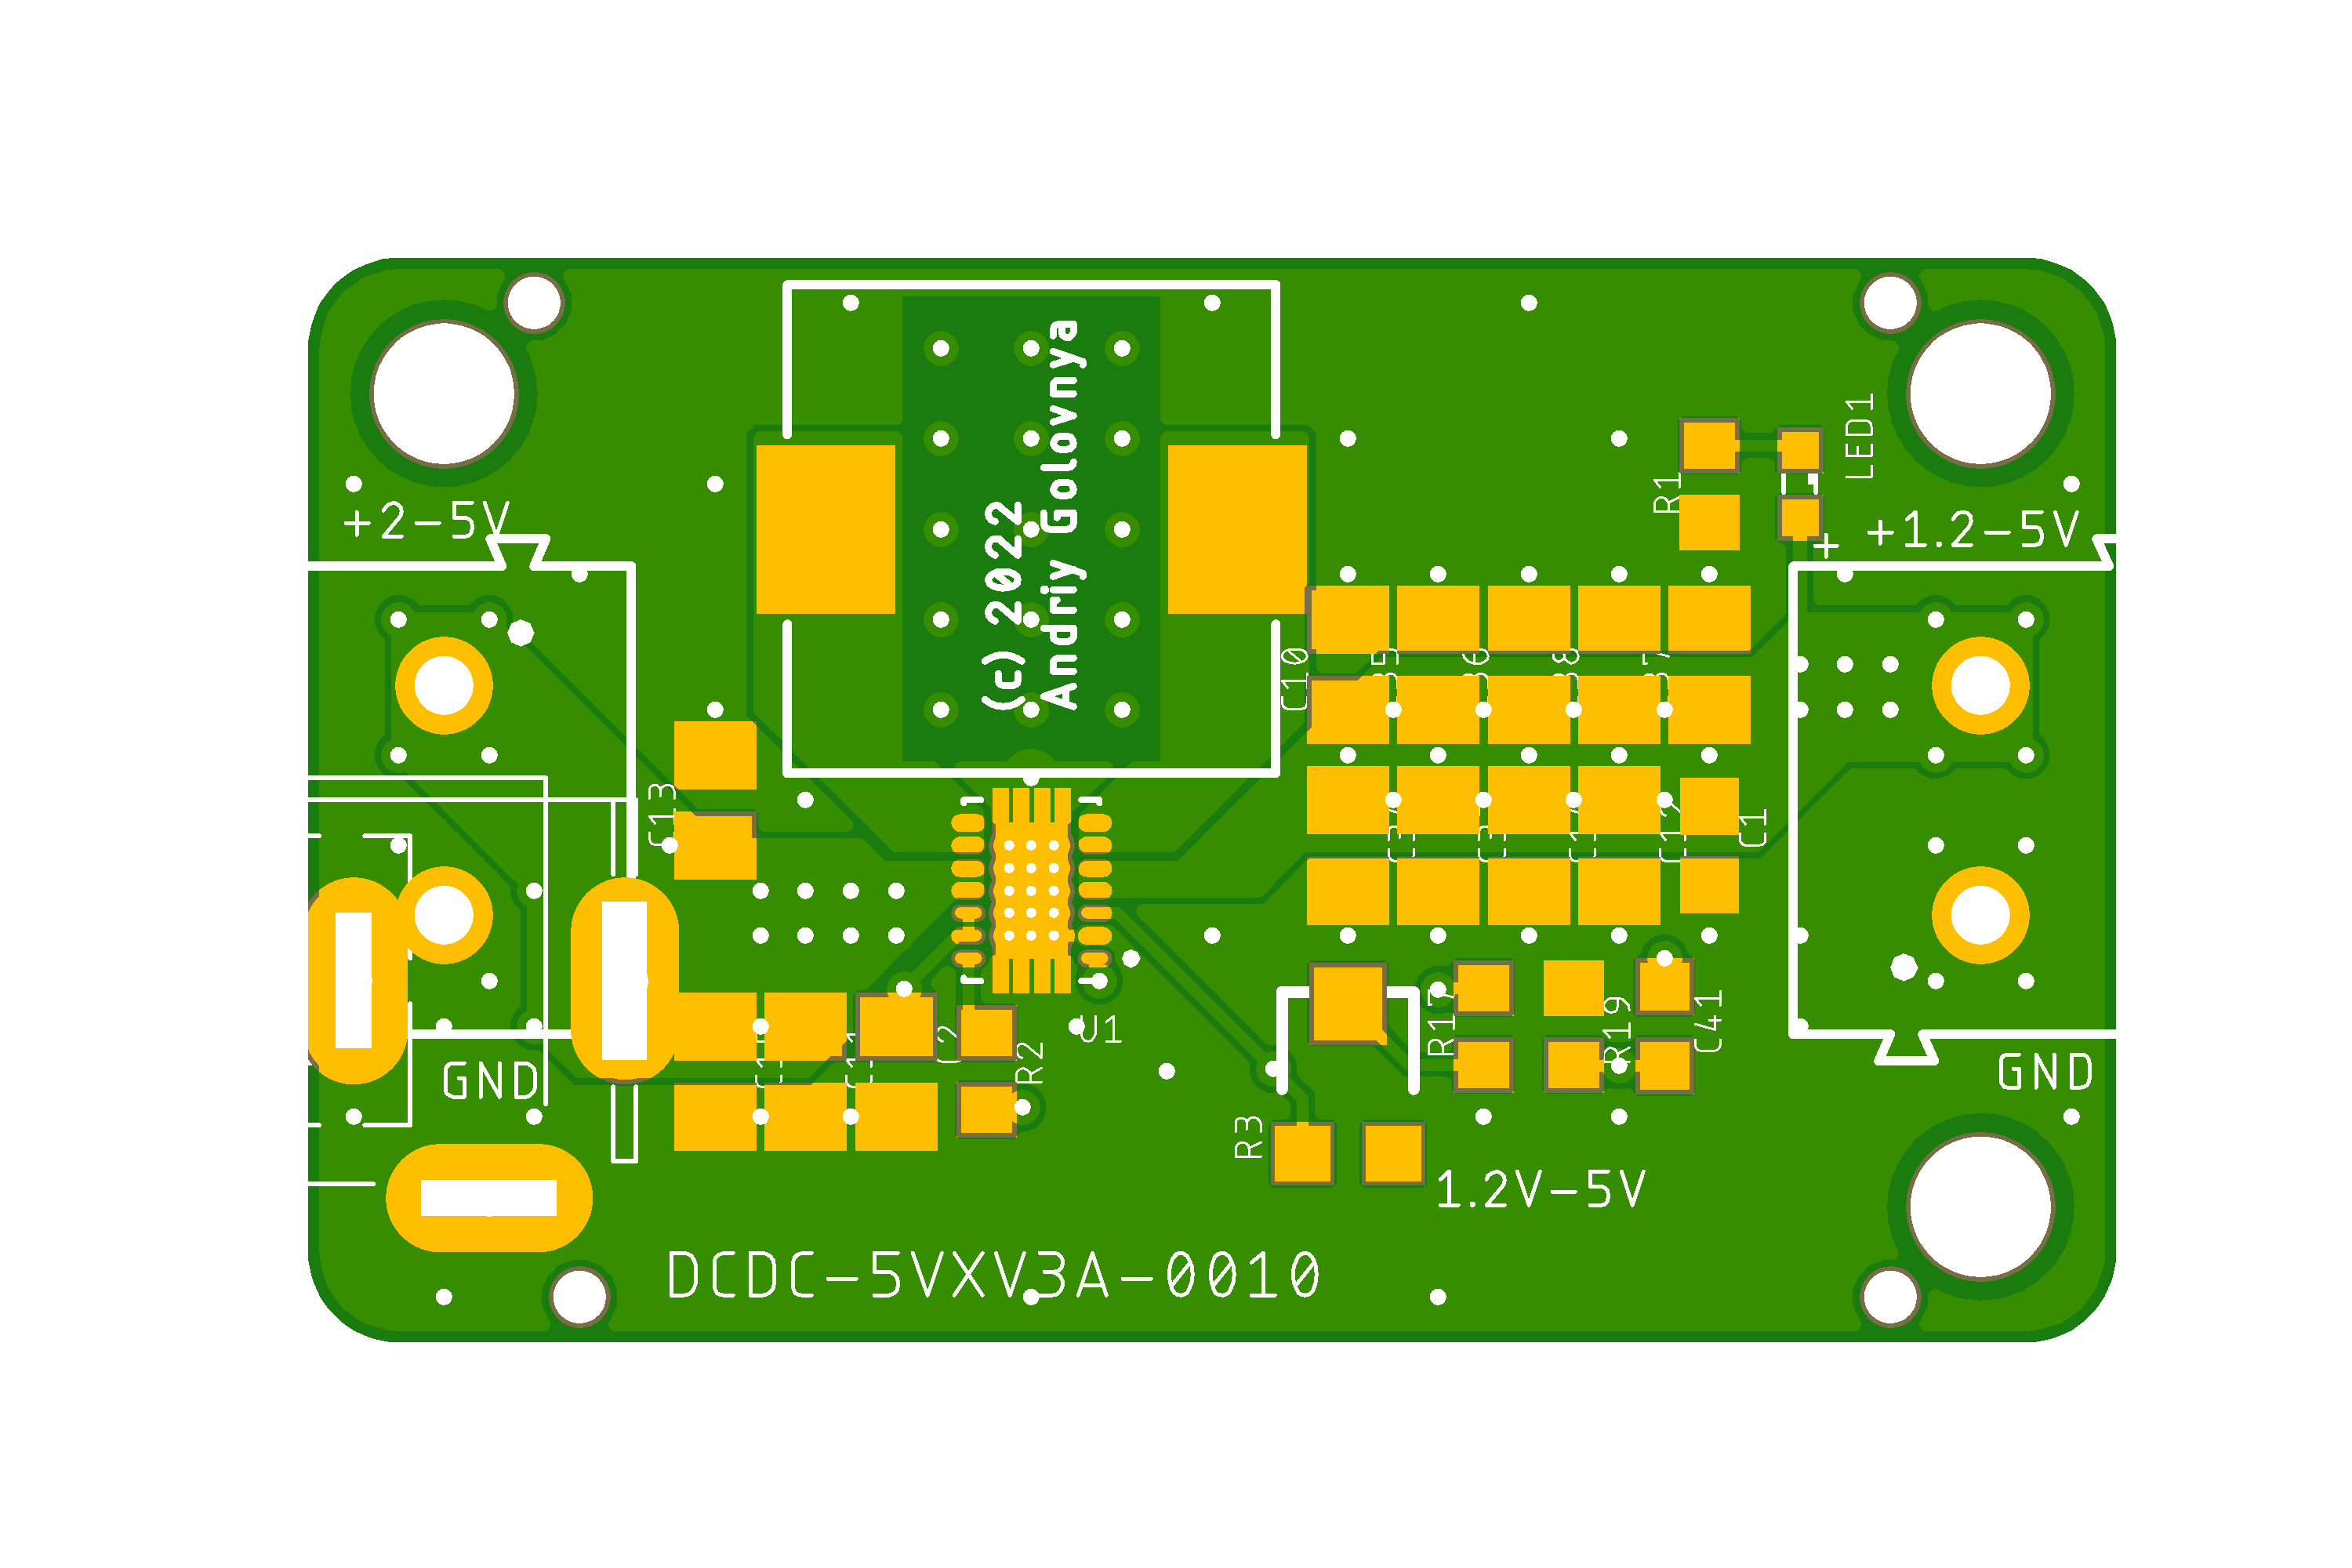 (c) 2022
Andriy Golovnya
LED1
R1
+2-5V
+1.2-5V
+
C10
C13
C1
R17
R19
C41
C2
U1
R2
GND
GND
R3
1.2V-5V
DCDC-5VXV3A-0010